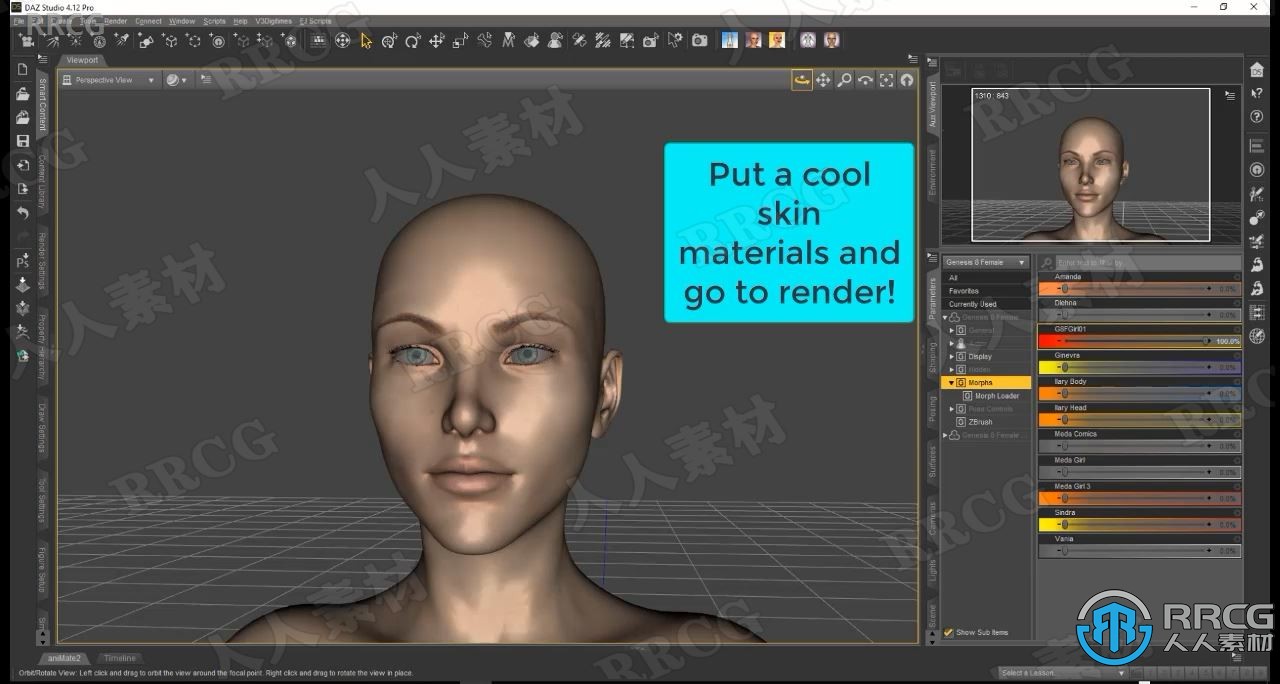 DAZ Studio 4.12 Pro
File Edit Create Tools Render Connect Window Scripts Help V3Digitimes EJ Scripts
Viewport
Perspective View
Smart Content
Content Library
Render Settings
Property Hierarchy
Draw Settings
Tool Settings
Figure Setup
Put a cool
skin
materials and
go to render!
Aux Viewport
Environment
1310 : 843
Parameters
Shaping
Posing
Surfaces
Cameras
Lights
Scene
Genesis 8 Female
All
Favorites
Currently Used
Genesis 8 Female
General
Display
Hidden
Morphs
Morph Loader
Pose Controls
ZBrush
Genesis 8 Female ...
Enter text to filter by...
Amanda
0.0%
Dlehna
0.0%
GSFGirl01
100.0%
Ginevra
0.0%
Ilary Body
0.0%
Ilary Head
0.0%
Meda Comics
0.0%
Meda Girl
0.0%
Meda Girl 3
0.0%
Sindra
0.0%
Vania
0.0%
Show Sub Items
aniMate2 Timeline
Orbit/Rotate View: Left click and drag to orbit the view around the focal point. Right click and drag to rotate the view in place.
Select a Lesson...
RRCG
人人素材